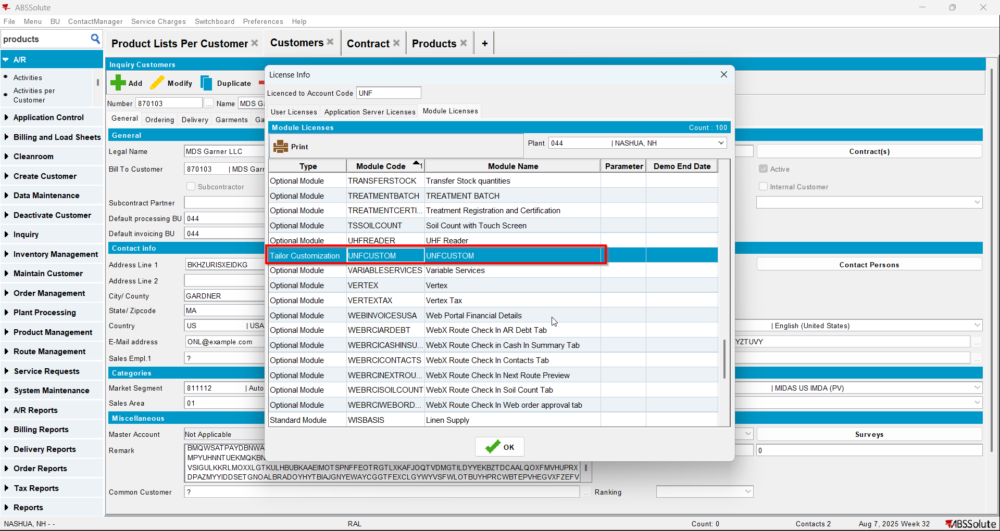 ABSSolute
File Menu BU ContactManager Service Charges Switchboard Preferences Help
products
Product Lists Per Customer
Customers
Contract
Products
+
A/R
Activities
Activities per
Customer
Application Control
Billing and Load Sheets
Cleanroom
Create Customer
Data Maintenance
Deactivate Customer
Inquiry
Inventory Management
Maintain Customer
Order Management
Plant Processing
Product Management
Route Management
Service Requests
System Maintenance
A/R Reports
Billing Reports
Delivery Reports
Order Reports
Tax Reports
Reports
Inquiry Customers
Add Modify Duplicate
Number 870103 ... Name MDS G
General Ordering Delivery Garments Ga
General
Legal Name MDS Garner LLC
Bill To Customer 870103 | MDS Garr
Subcontractor
Subcontract Partner
Default processing BU 044
Default invoicing BU 044
Contact info
Address Line 1 BKHZURISXEIDKG
Address Line 2
City/ County GARDNER
State/ Zipcode MA
Country US | USA
E-Mail address ONL@example.com
Sales Empl.1 ?
Categories
Market Segment 811112 | Auto
Sales Area 01
Miscellaneous
Master Account Not Applicable
Remark
BMQWSATPAYDBNWA
MPYUHNNTUEKMQKBN
VSIGULKKRLMOXXLGTKULHBUBKAAEIMOTSPNFFEOTRGTLXKAFJOQTVDMGTILDYYEKBZTDCAALQOXFMVHUPRX
DPAZMYYIDDSETGNOALBRADOYHYTBIAJGNYEWAYCGGTFEXCLGYWYVSFWLOTBUYHPRCWBTEPVHEGVXFZEFV
Common Customer ? ... Ranking
License Info
Licenced to Account Code UNF
User Licenses Application Server Licenses Module Licenses
Module Licenses Count : 100
Print
Plant 044 | NASHUA, NH
Type Module Code 1 Module Name Parameter Demo End Date
Optional Module TRANSFERSTOCK Transfer Stock quantities
Optional Module TREATMENTBATCH TREATMENT BATCH
Optional Module TREATMENTCERTI... Treatment Registration and Certification
Optional Module TSSOILCOUNT Soil Count with Touch Screen
Optional Module UHFREADER UHF Reader
Tailor Customization UNFCUSTOM UNFCUSTOM
Optional Module VARIABLESERVICES Variable Services
Optional Module VERTEX Vertex
Optional Module VERTEXTAX Vertex Tax
Optional Module WEBINVOICESUSA Web Portal Financial Details
Optional Module WEBRCIARDEBT WebX Route Check In AR Debt Tab
Optional Module WEBRCICASHINSU... WebX Route Check in Cash In Summary Tab
Optional Module WEBRCICONTACTS WebX Route Check In Contacts Tab
Optional Module WEBRCINEXTROU... WebX Route Check In Next Route Preview
Optional Module WEBRCISOILCOUNT WebX Route Check In Soil Count Tab
Optional Module WEBRCIWEBORD... WebX Route Check In Web order approval tab
Standard Module WISBASIS Linen Supply
OK
Contract(s)
Active
Internal Customer
Contact Persons
| English (United States)
YZTUVY ...
...
| MIDAS US IMDA (PV)
Surveys
0
NASHUA, NH - - RAL Count: 0 Contacts 2 Aug 7, 2025 Week 32 ABSSolute